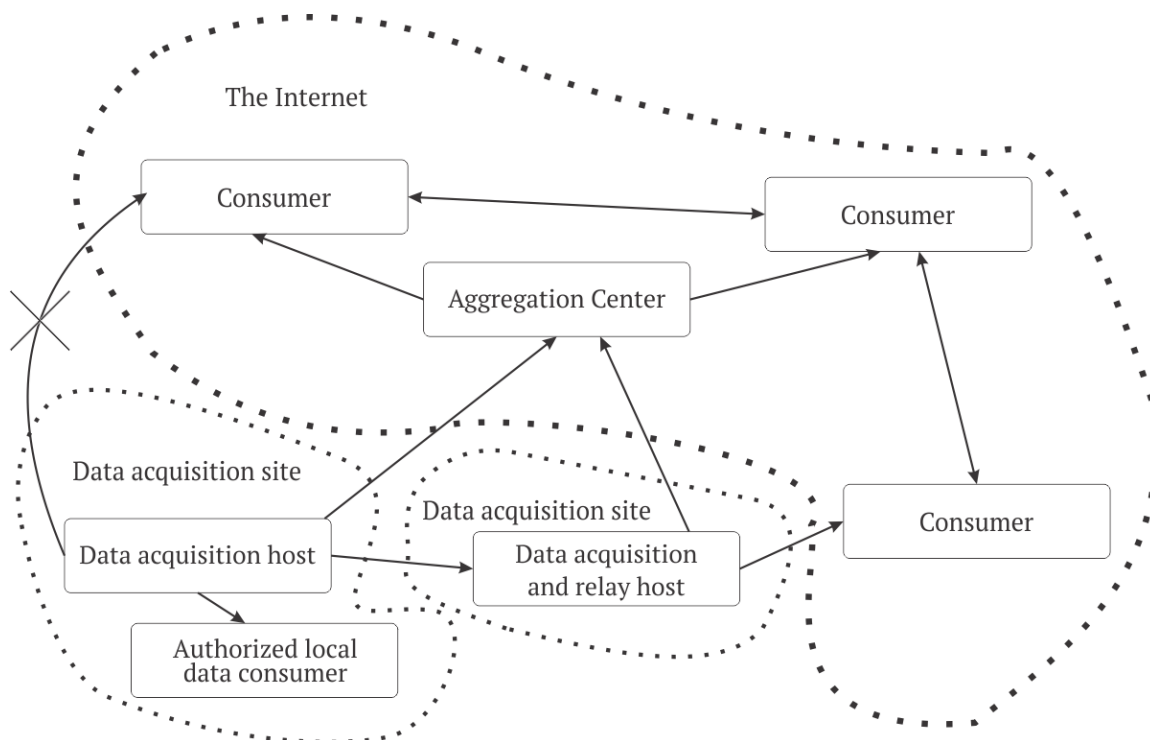 The Internet
Consumer
Consumer
Aggregation Center
Data acquisition site
Data acquisition site
Consumer
Data acquisition host
Data acquisition
and relay host
Authorized local
data consumer